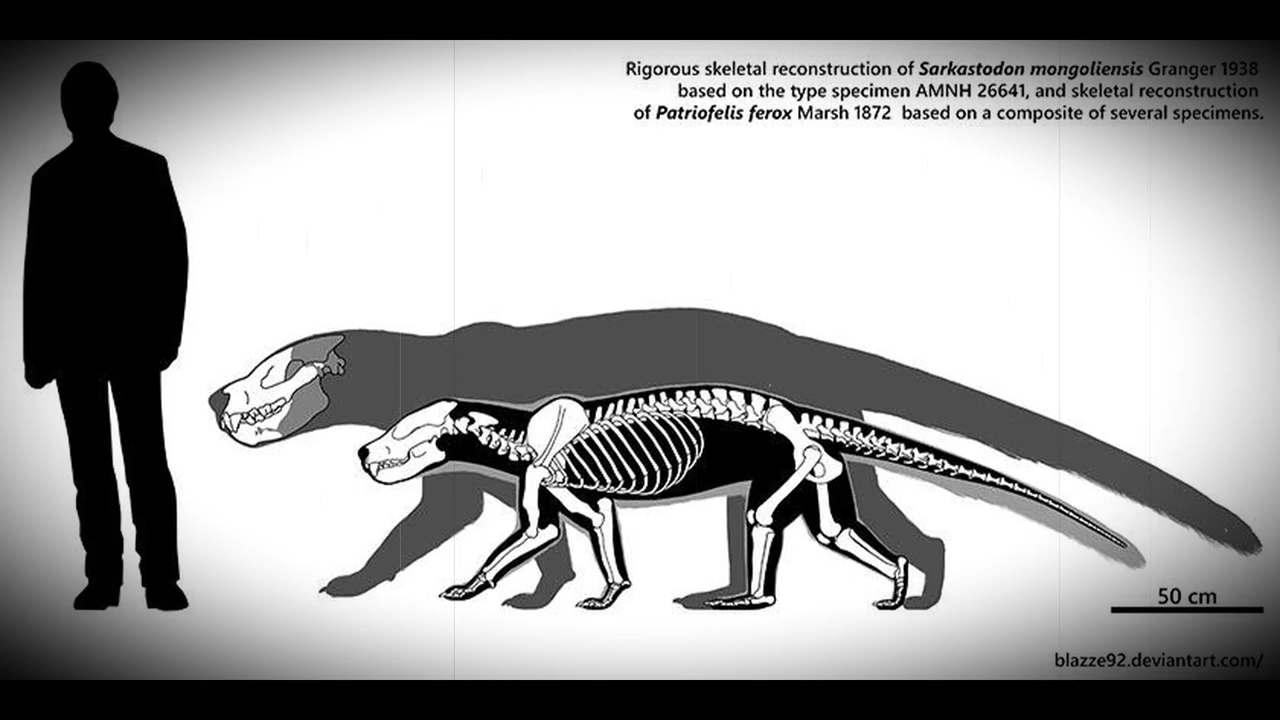 Rigorous skeletal reconstruction of Sarkastodon mongoliensis Granger 1938
based on the type specimen AMNH 26641, and skeletal reconstruction
of Patriofelis ferox Marsh 1872 based on a composite of several specimens.
50 cm
blazze92.deviantart.com/